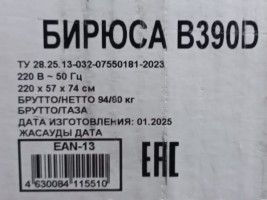 БИРЮСА B390D
ТУ 28.25.13-032-07550181-2023
220 В ~ 50 Гц
220 x 57 x 74 см
БРУТТО/НЕТТО 94/80 кг
БРУТТО/ТАЗА
ДАТА ИЗГОТОВЛЕНИЯ: 01.2025
ЖАСАУДЫ ДАТА
EAN-13
EAC
4 630084 115510